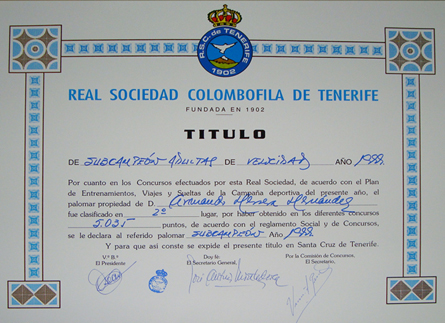 R.S.C. de TENERIFE
1902
REAL SOCIEDAD COLOMBOFILA DE TENERIFE
FUNDADA EN 1902
TITULO
DE SUBCAMPEÓN ADULTAS DE VELOCIDAD AÑO 1988
Por cuanto en los Concursos efectuados por esta Real Sociedad, de acuerdo con el Plan
de Entrenamientos, Viajes y Sueltas de la Campaña deportiva del presente año, el
palomar propiedad de D. Armando Hernández
fue clasificado en 2º lugar, por haber obtenido en los diferentes concursos
5.035 puntos, de acuerdo con el reglamento Social y de Concursos,
se le declara al referido palomar SUBCAMPEÓN AÑO 1988.
Y para que así conste se expide el presente título en Santa Cruz de Tenerife.
V.º B.º Doy fé: Por la Comisión de Concursos,
El Presidente El Secretario General, El Secretario,